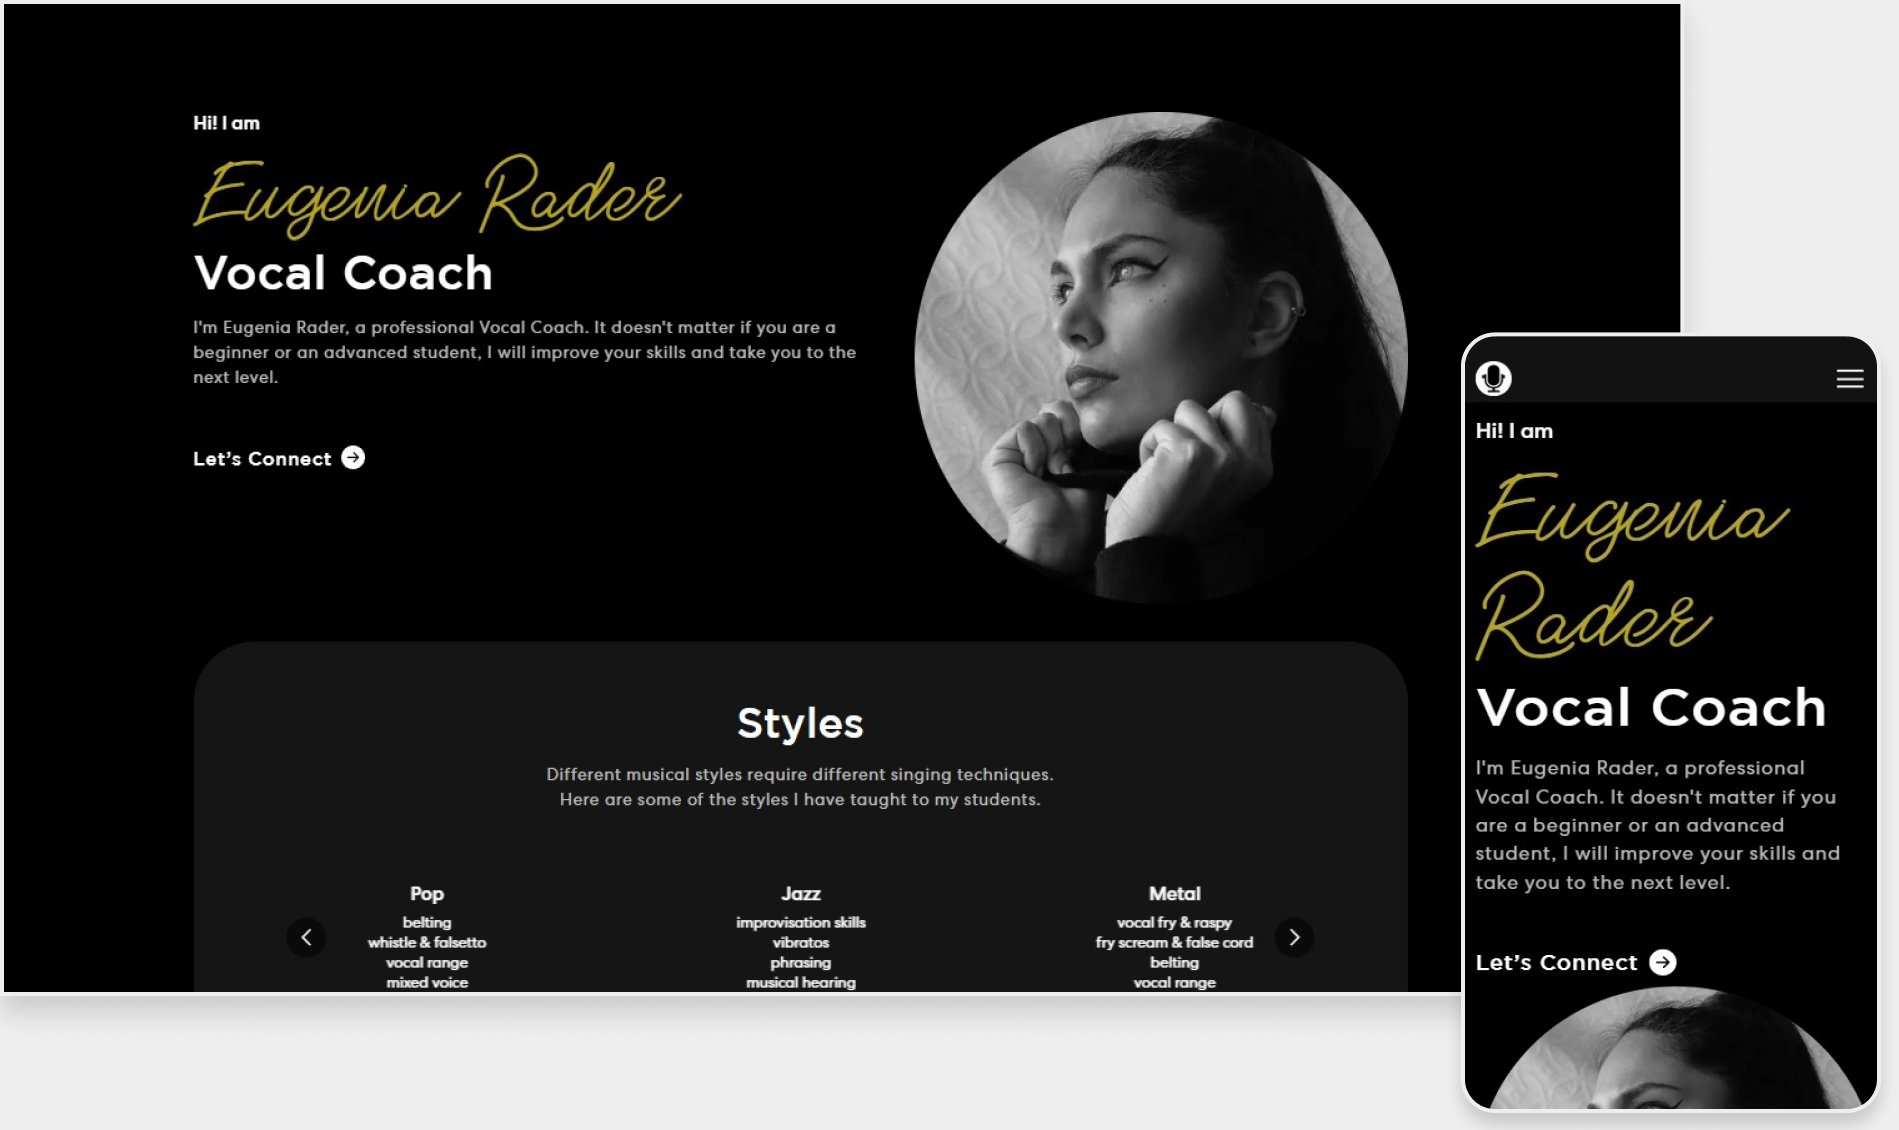 Hi! I am
Eugenia Rader
Vocal Coach
I'm Eugenia Rader, a professional Vocal Coach. It doesn't matter if you are a
beginner or an advanced student, I will improve your skills and take you to the
next level.
Let's Connect
Styles
Different musical styles require different singing techniques.
Here are some of the styles I have taught to my students.
Pop
belting
whistle & falsetto
vocal range
mixed voice
Jazz
improvisation skills
vibratos
phrasing
musical hearing
Metal
vocal fry & raspy
fry scream & false cord
belting
vocal range
Hi! I am
Eugenia
Rader
Vocal Coach
I'm Eugenia Rader, a professional
Vocal Coach. It doesn't matter if you
are a beginner or an advanced
student, I will improve your skills and
take you to the next level.
Let’s Connect